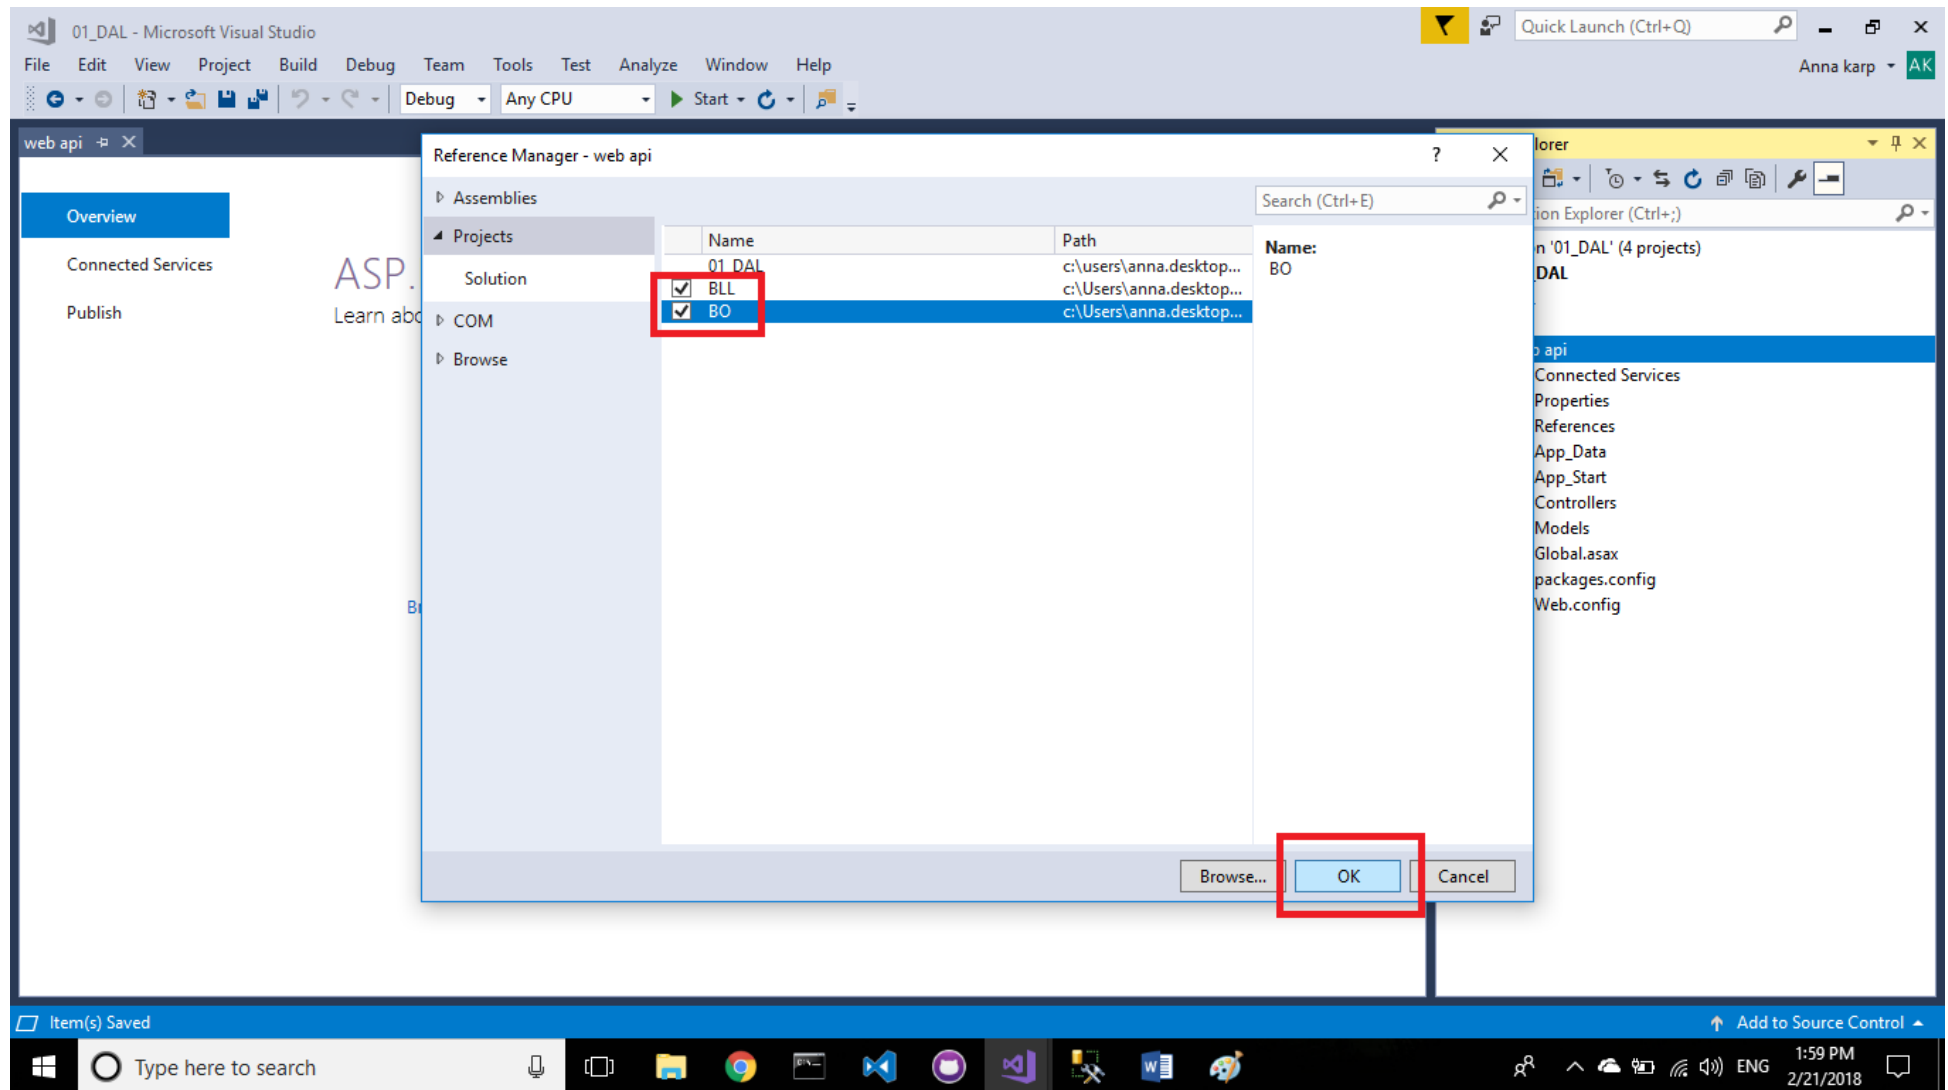 01_DAL - Microsoft Visual Studio
Quick Launch (Ctrl+Q)
File Edit View Project Build Debug Team Tools Test Analyze Window Help
Anna karp AK
Debug Any CPU Start
web api
Overview
Connected Services
Publish
ASP.
Learn abo
Br
Reference Manager - web api
?
Assemblies
Projects
Solution
COM
Browse
Search (Ctrl+E)
Name Path
01_DAL c:\users\anna.desktop...
BLL c:\Users\anna.desktop...
BO c:\Users\anna.desktop...
Name:
BO
Browse... OK Cancel
lorer
ion Explorer (Ctrl+;)
n '01_DAL' (4 projects)
DAL
api
Connected Services
Properties
References
App_Data
App_Start
Controllers
Models
Global.asax
packages.config
Web.config
Item(s) Saved
Add to Source Control
Type here to search
ENG
1:59 PM
2/21/2018